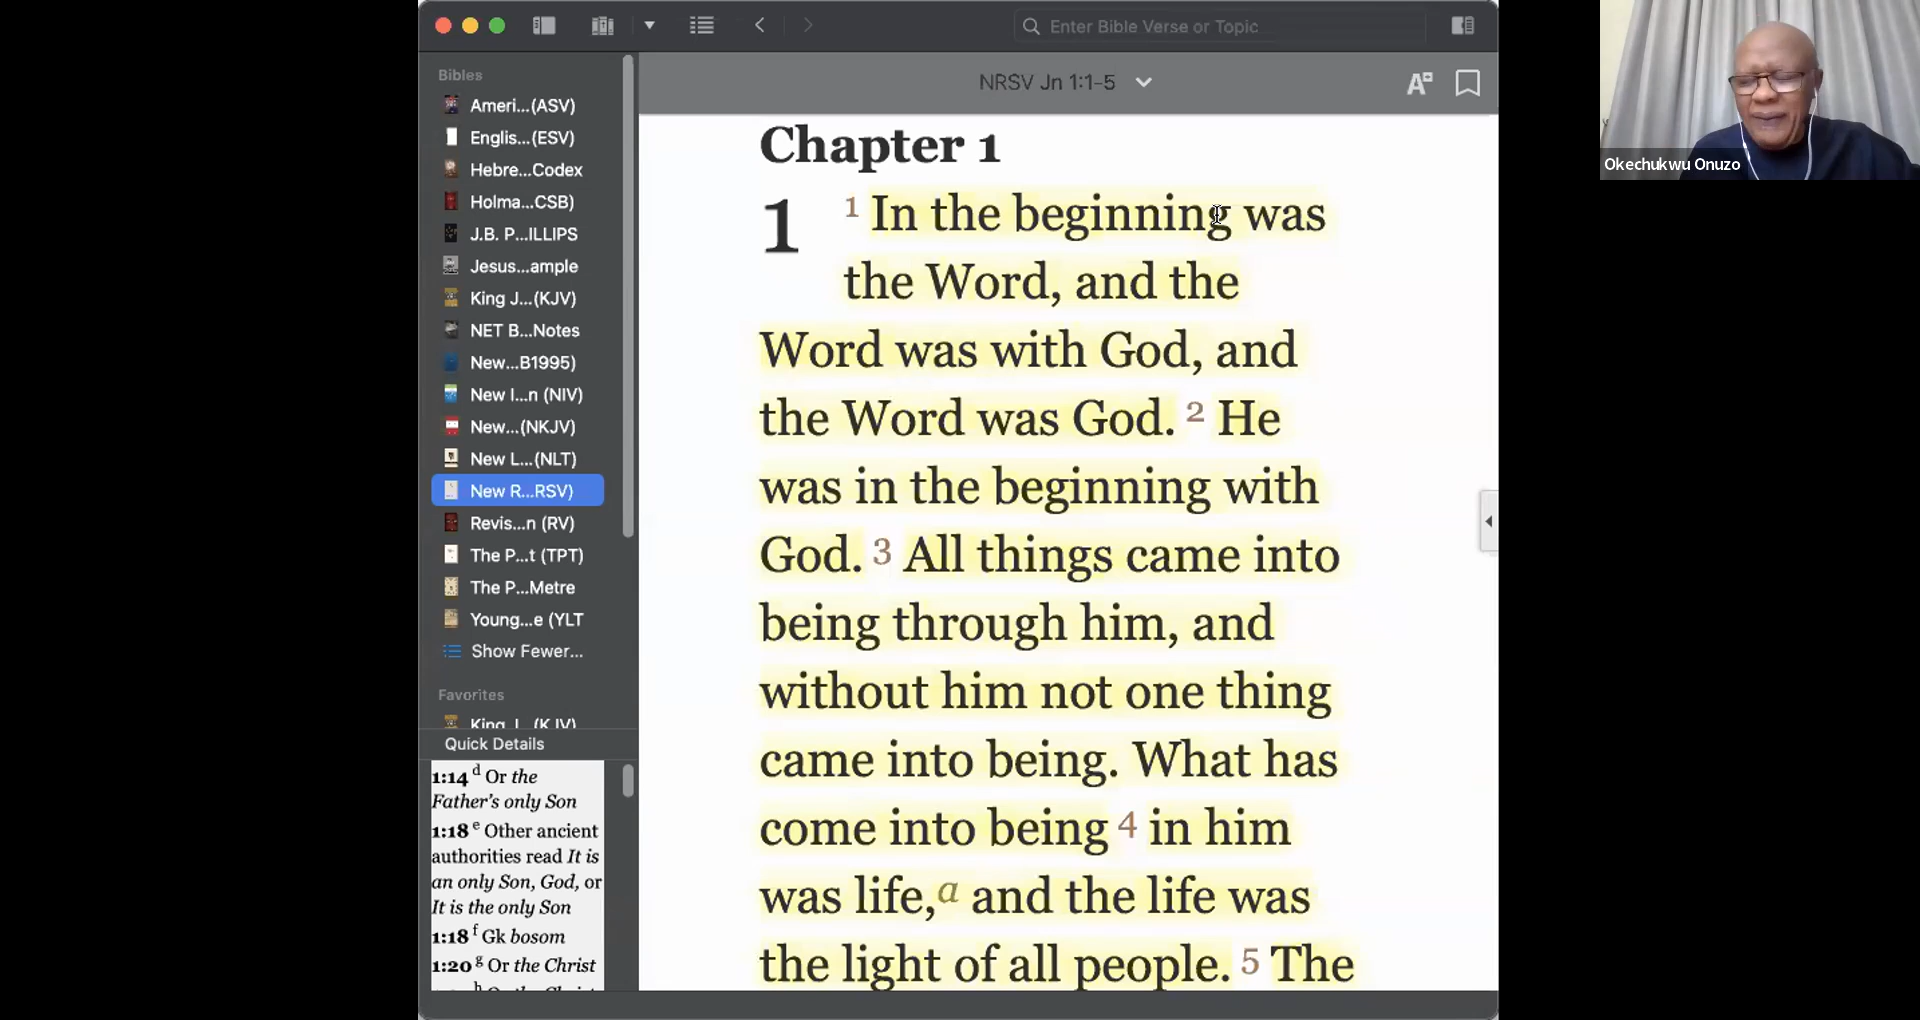 Enter Bible Verse or Topic
Bibles
Ameri...(ASV)
Englis...(ESV)
Hebre...Codex
Holma...CSB)
J.B. P...ILLIPS
Jesus...ample
King J...(KJV)
NET B...Notes
New...B1995)
New I...n (NIV)
New...(NKJV)
New L...(NLT)
New R...RSV)
Revis...n (RV)
The P...t (TPT)
The P...Metre
Young...e (YLT
Show Fewer...
Favorites
King J...(KJV)
Quick Details
1:14 d Or the
Father's only Son
1:18 e Other ancient
authorities read It is
an only Son, God, or
It is the only Son
1:18 f Gk bosom
1:20 g Or the Christ
NRSV Jn 1:1-5
A
Chapter 1
1 1 In the beginning was
the Word, and the
Word was with God, and
the Word was God. 2 He
was in the beginning with
God. 3 All things came into
being through him, and
without him not one thing
came into being. What has
come into being 4 in him
was life,a and the life was
the light of all people. 5 The
Okechukwu Onuzo